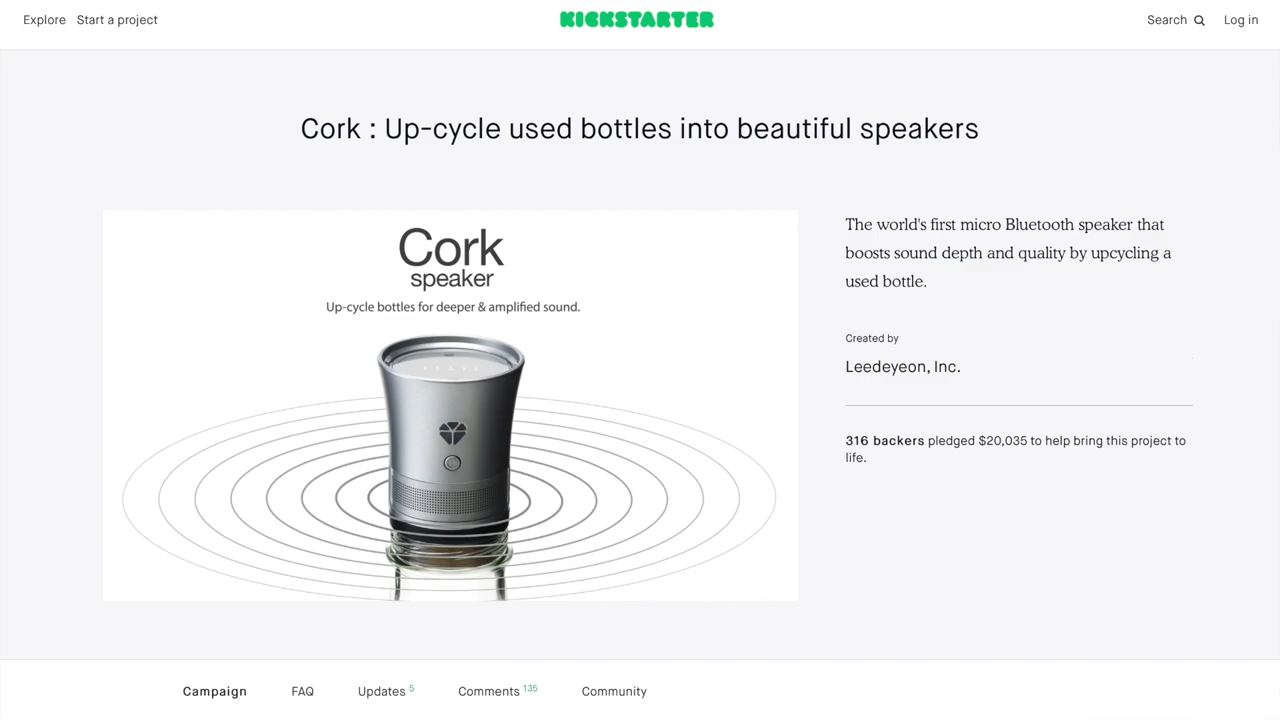 Explore Start a project KICKSTARTER Search Log in
Cork : Up-cycle used bottles into beautiful speakers
Cork
speaker
Up-cycle bottles for deeper & amplified sound.
The world's first micro Bluetooth speaker that
boosts sound depth and quality by upcycling a
used bottle.
Created by
Leedeyeon, Inc.
316 backers pledged $20,035 to help bring this project to
life.
Campaign FAQ Updates 5 Comments 135 Community